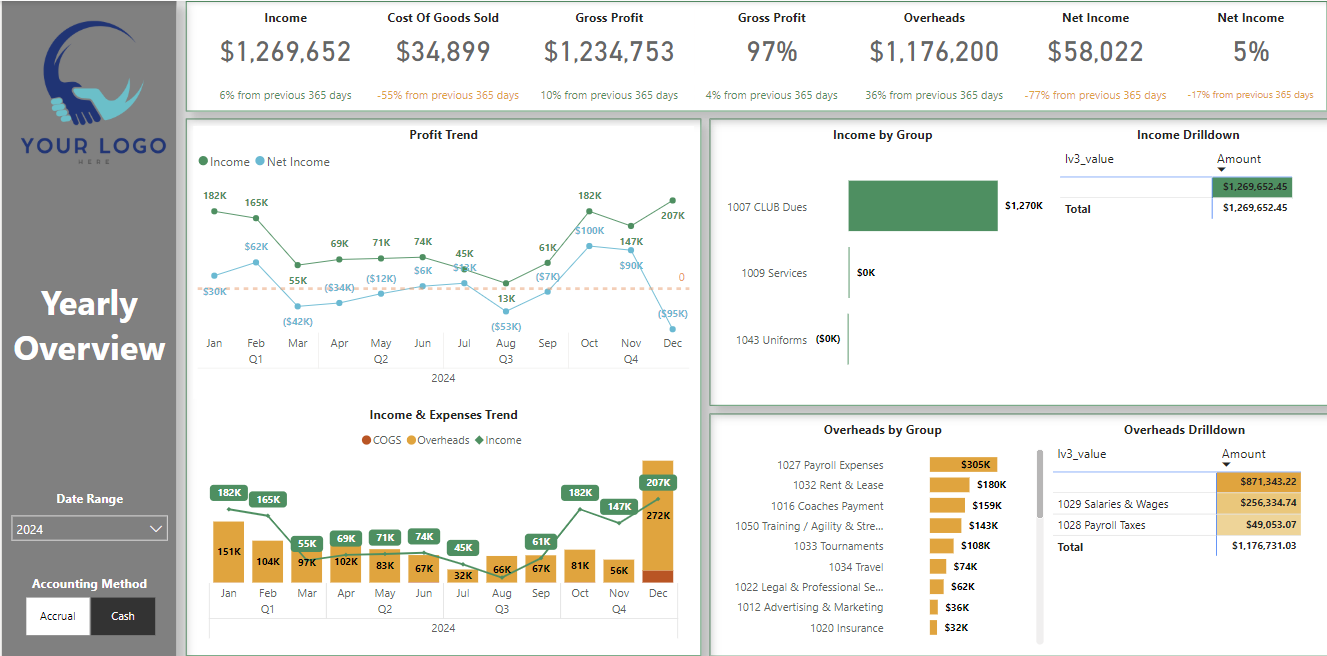 YOUR LOGO
HERE
Yearly
Overview
Date Range
2024
Accounting Method
Accrual Cash
Income Cost Of Goods Sold Gross Profit Gross Profit Overheads Net Income Net Income
$1,269,652 $34,899 $1,234,753 97% $1,176,200 $58,022 5%
6% from previous 365 days -55% from previous 365 days 10% from previous 365 days 4% from previous 365 days 36% from previous 365 days -77% from previous 365 days -17% from previous 365 days
Profit Trend
Income Net Income
182K 165K 55K 69K 71K 74K 45K 13K 61K 182K 147K 207K
$30K $62K ($42K) ($34K) ($12K) $6K $13K ($53K) ($7K) $100K $90K ($95K)
0
Jan Feb Mar Apr May Jun Jul Aug Sep Oct Nov Dec
Q1 Q2 Q3 Q4
2024
Income & Expenses Trend
COGS Overheads Income
182K 165K 55K 69K 71K 74K 45K 61K 182K 147K 207K
151K 104K 97K 102K 83K 67K 32K 66K 67K 81K 56K 272K
Jan Feb Mar Apr May Jun Jul Aug Sep Oct Nov Dec
Q1 Q2 Q3 Q4
2024
Income by Group
1007 CLUB Dues $1,270K
1009 Services $0K
1043 Uniforms ($0K)
Income Drilldown
lv3_value Amount
$1,269,652.45
Total $1,269,652.45
Overheads by Group
1027 Payroll Expenses $305K
1032 Rent & Lease $180K
1016 Coaches Payment $159K
1050 Training / Agility & Stre... $143K
1033 Tournaments $108K
1034 Travel $74K
1022 Legal & Professional Se... $62K
1012 Advertising & Marketing $36K
1020 Insurance $32K
Overheads Drilldown
lv3_value Amount
$871,343.22
1029 Salaries & Wages $256,334.74
1028 Payroll Taxes $49,053.07
Total $1,176,731.03